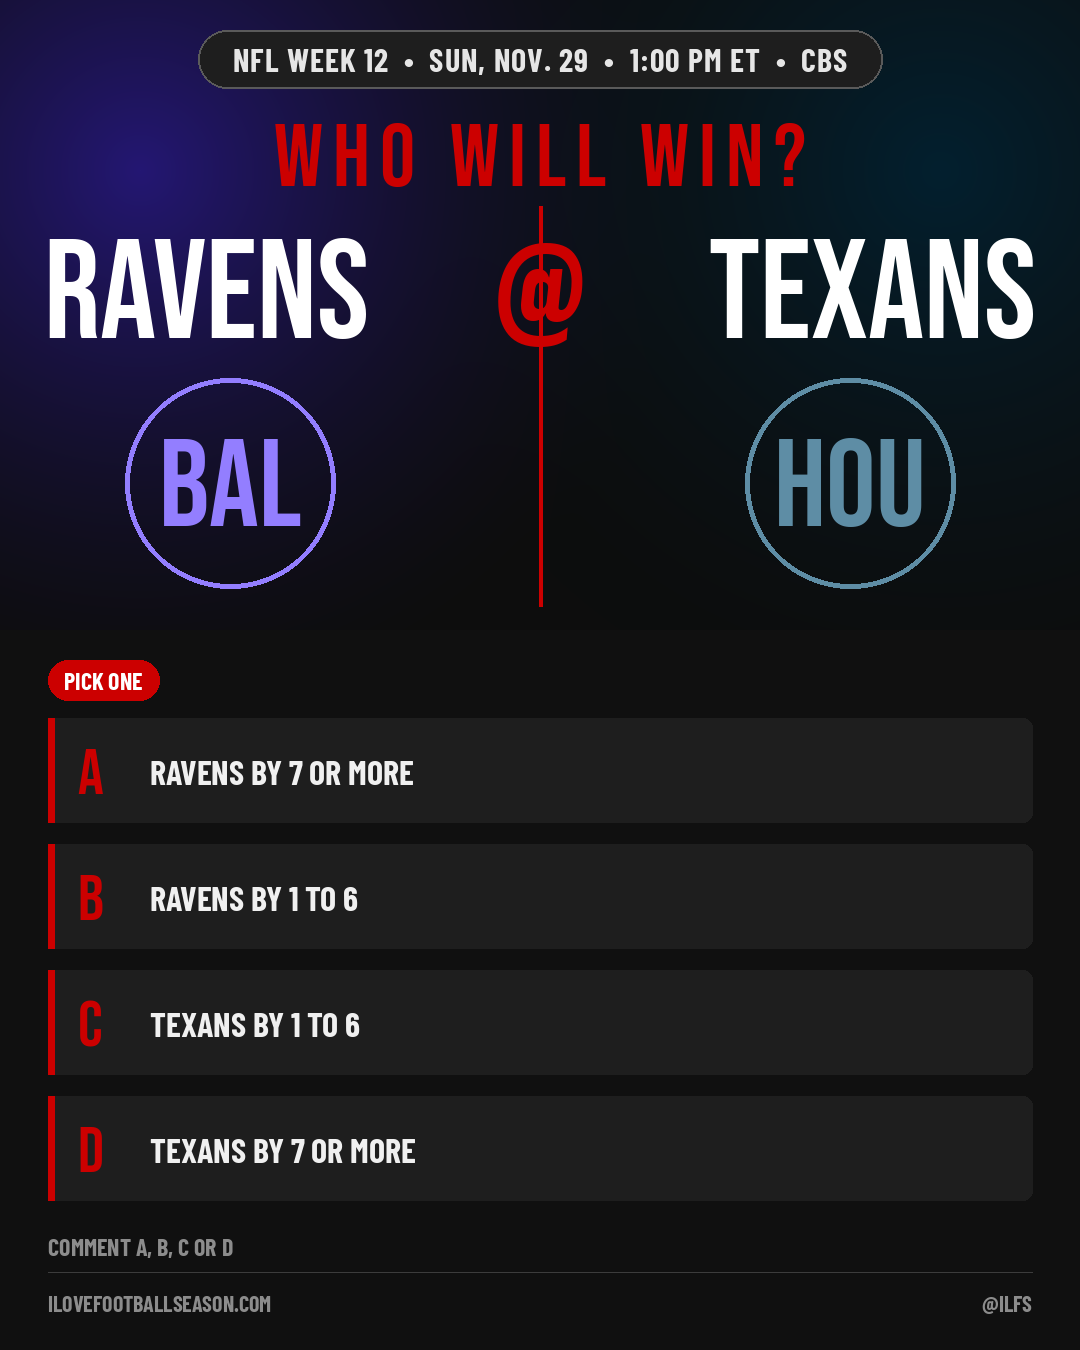 NFL WEEK 12 • SUN, NOV. 29 • 1:00 PM ET • CBS
WHO WILL WIN?
RAVENS @ TEXANS
BAL HOU
PICK ONE
A RAVENS BY 7 OR MORE
B RAVENS BY 1 TO 6
C TEXANS BY 1 TO 6
D TEXANS BY 7 OR MORE
COMMENT A, B, C OR D
ILOVEFOOTBALLSEASON.COM @ILFS